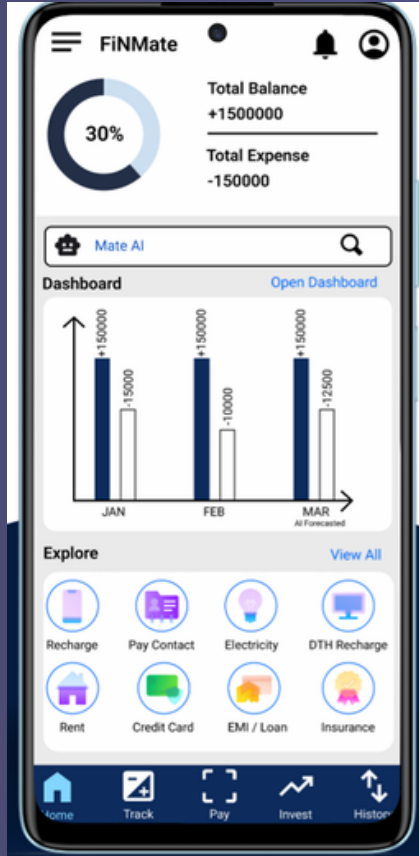 FiNMate
30%
Total Balance
+1500000
Total Expense
-150000
Mate AI
Dashboard
Open Dashboard
+150000
-15000
+150000
-10000
+150000
-12500
JAN
FEB
MAR
AI Forecasted
Explore
View All
Recharge
Pay Contact
Electricity
DTH Recharge
Rent
Credit Card
EMI / Loan
Insurance
Home
Track
Pay
Invest
Histor